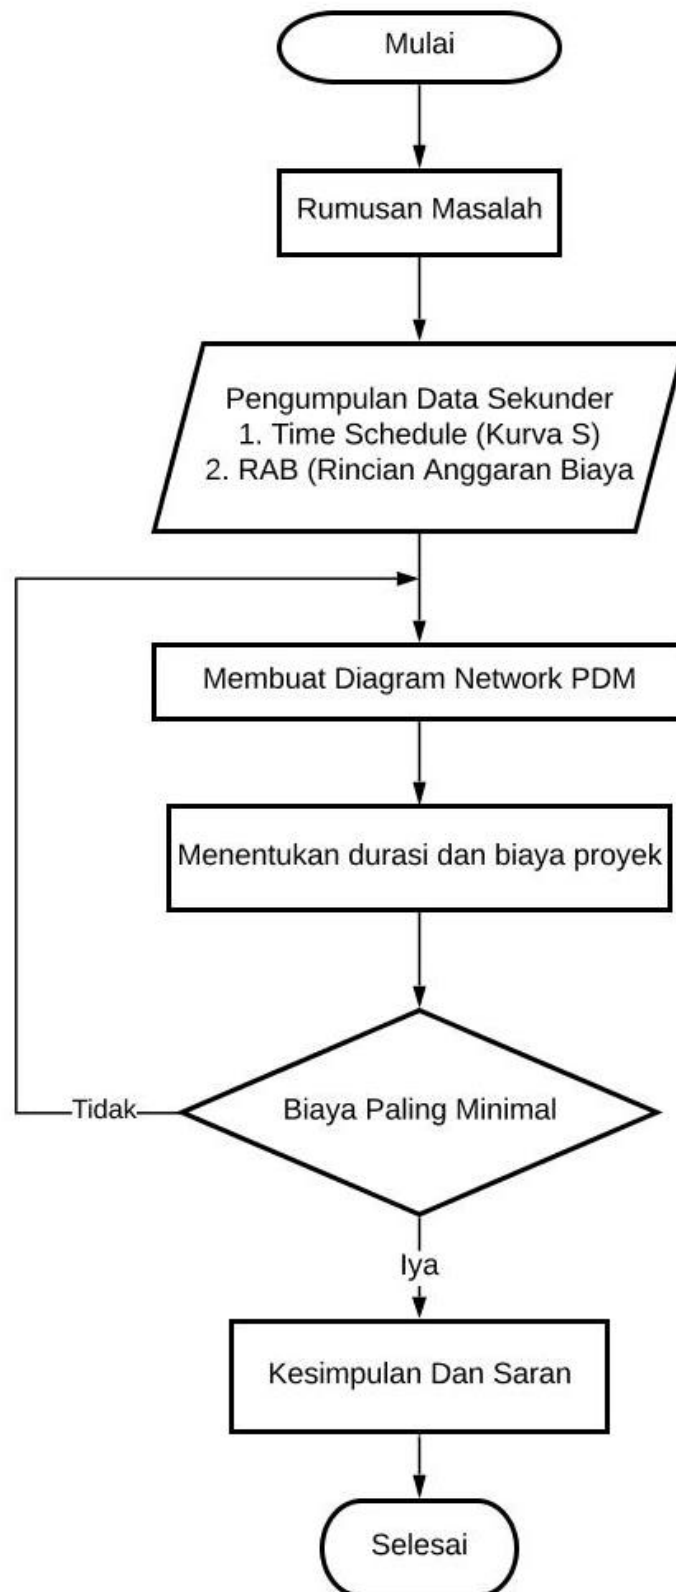 Mulai
Rumusan Masalah
Pengumpulan Data Sekunder
1. Time Schedule (Kurva S)
2. RAB (Rincian Anggaran Biaya
Membuat Diagram Network PDM
Menentukan durasi dan biaya proyek
Biaya Paling Minimal
Tidak
Iya
Kesimpulan Dan Saran
Selesai